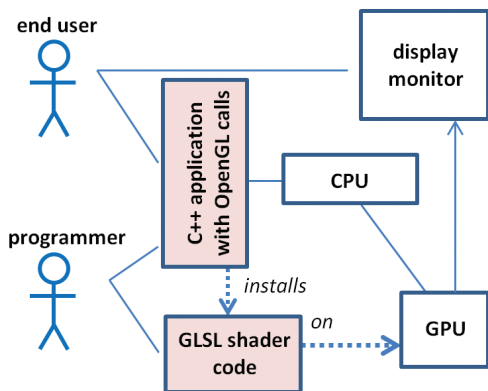 end user
display
monitor
C++ application
with OpenGL calls
CPU
programmer
installs
on
GLSL shader
code
GPU